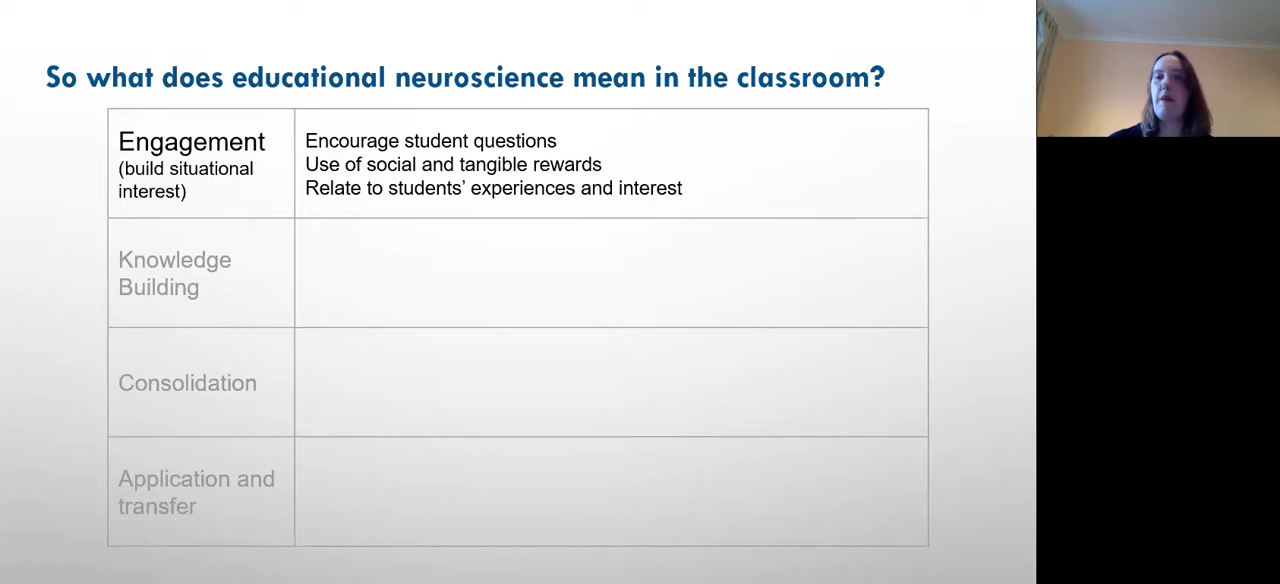 So what does educational neuroscience mean in the classroom?
Engagement
(build situational
interest)
Encourage student questions
Use of social and tangible rewards
Relate to students’ experiences and interest
Knowledge
Building
Consolidation
Application and
transfer